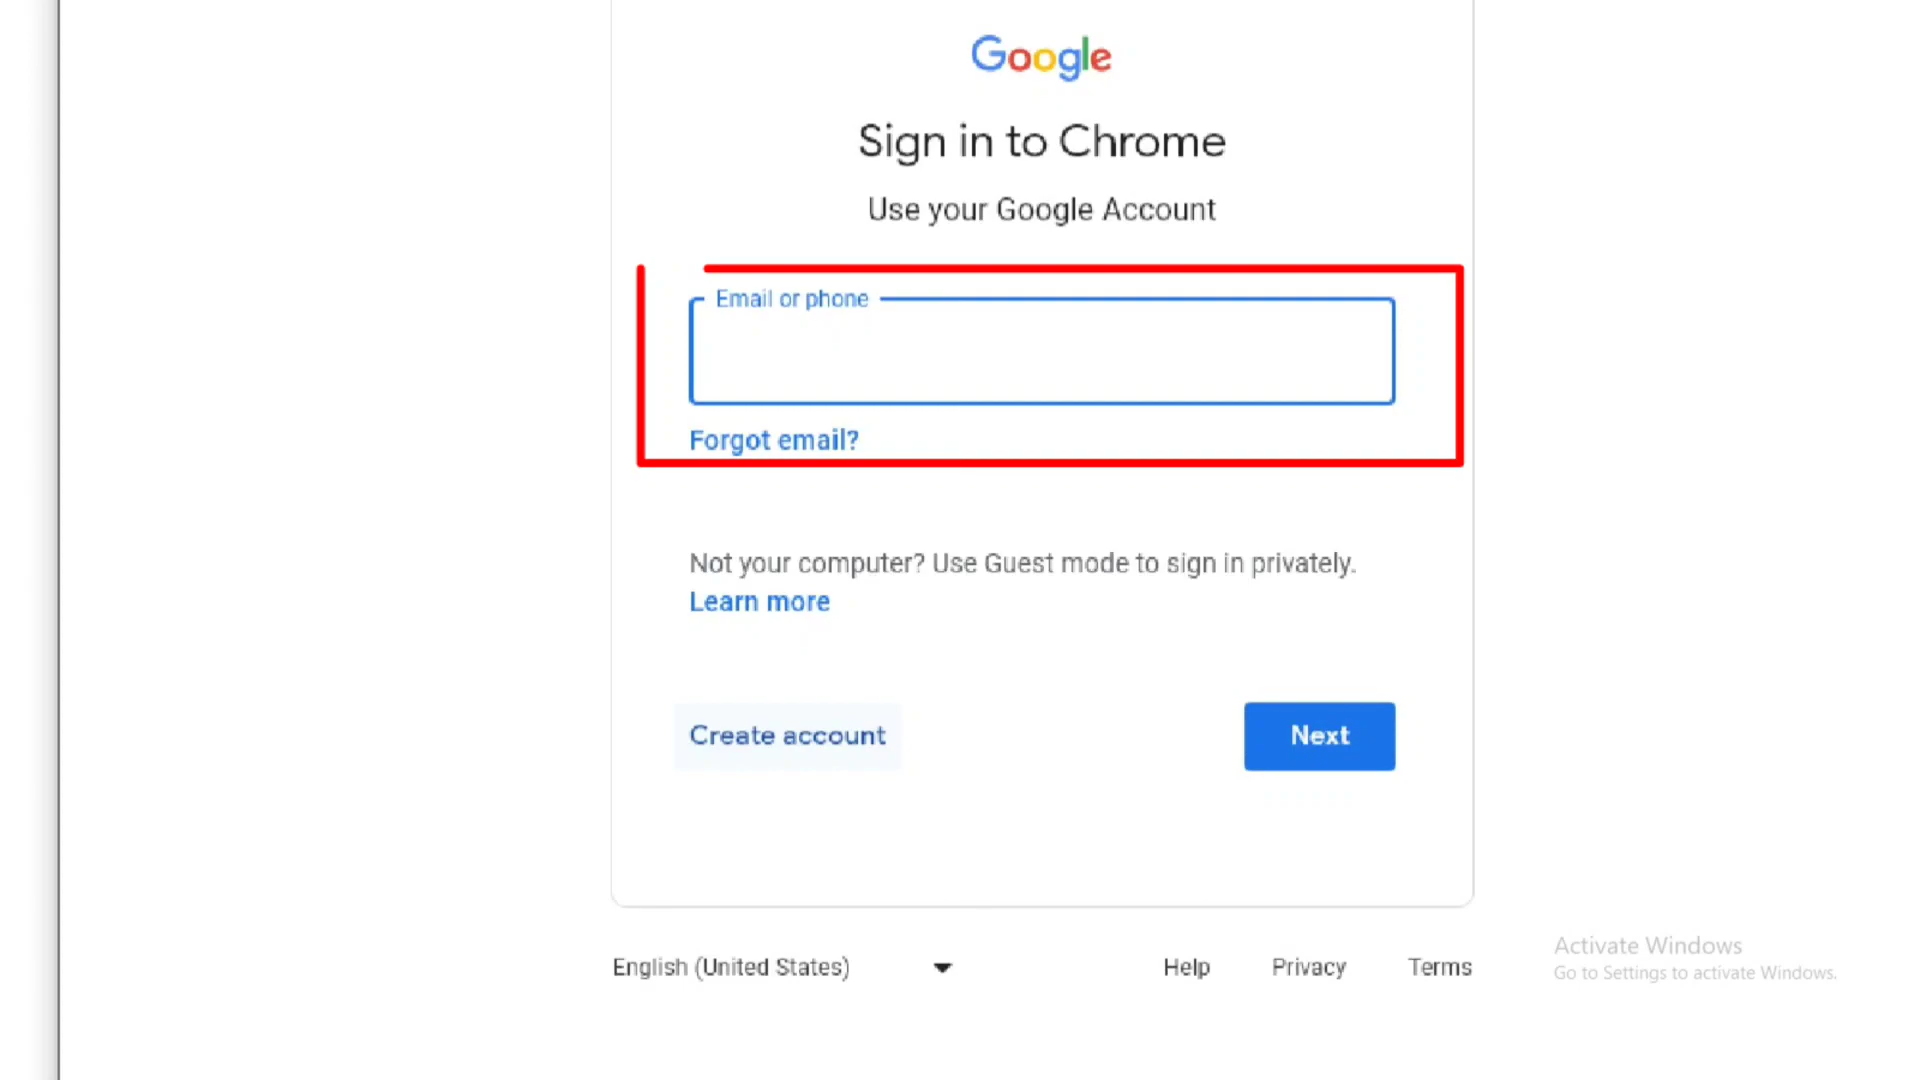 Google
Sign in to Chrome
Use your Google Account
Email or phone
Forgot email?
Not your computer? Use Guest mode to sign in privately.
Learn more
Create account
Next
English (United States)
Help
Privacy
Terms
Activate Windows
Go to Settings to activate Windows.